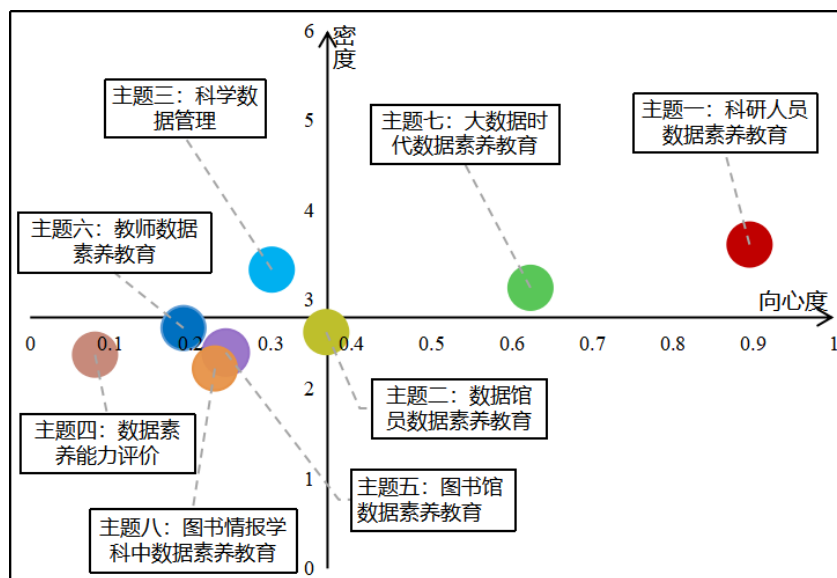 6
密
度
主题三：科学数
据管理
5
主题七：大数据时
代数据素养教育
主题一：科研人员
数据素养教育
4
主题六：教师数据
素养教育
3
向心度
0
0.1
0.2
0.3
0.4
0.5
0.6
0.7
0.8
0.9
1
2
主题二：数据馆
员数据素养教育
主题四：数据素
养能力评价
1
主题五：图书馆
数据素养教育
主题八：图书情报学
科中数据素养教育
0